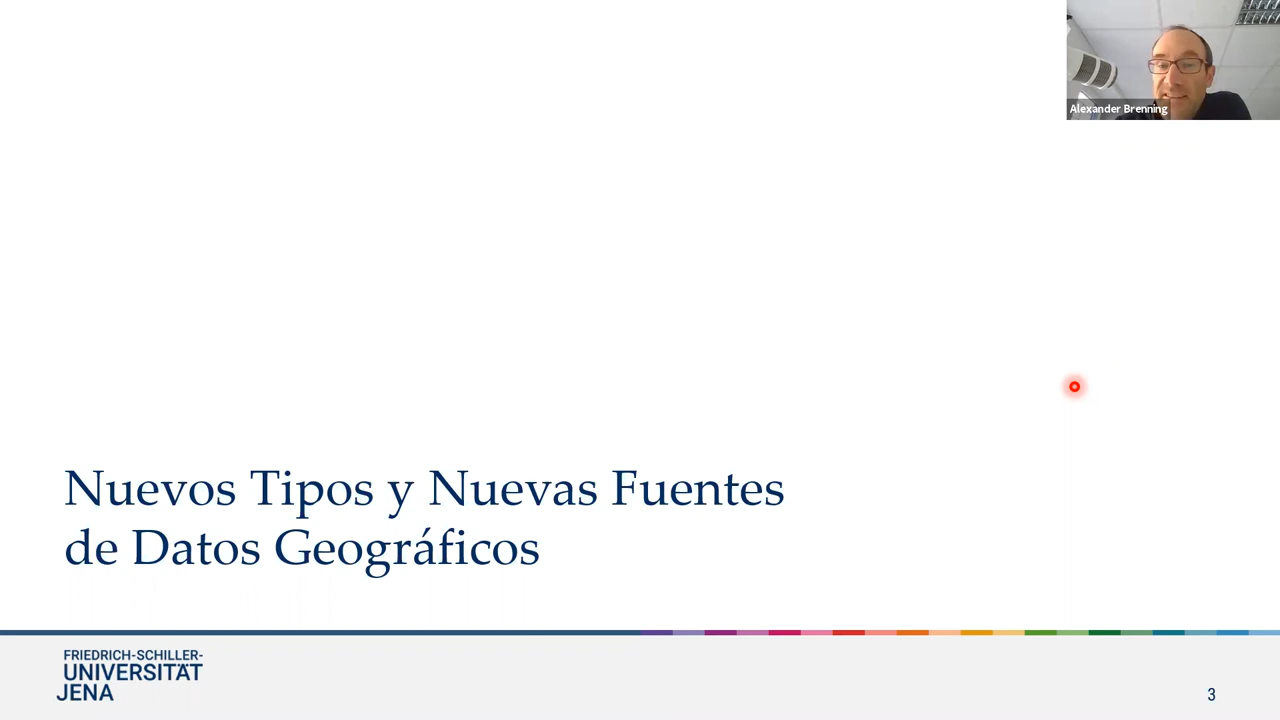 Alexander Brenning
Nuevos Tipos y Nuevas Fuentes
de Datos Geográficos
FRIEDRICH-SCHILLER-
UNIVERSITÄT
JENA
3